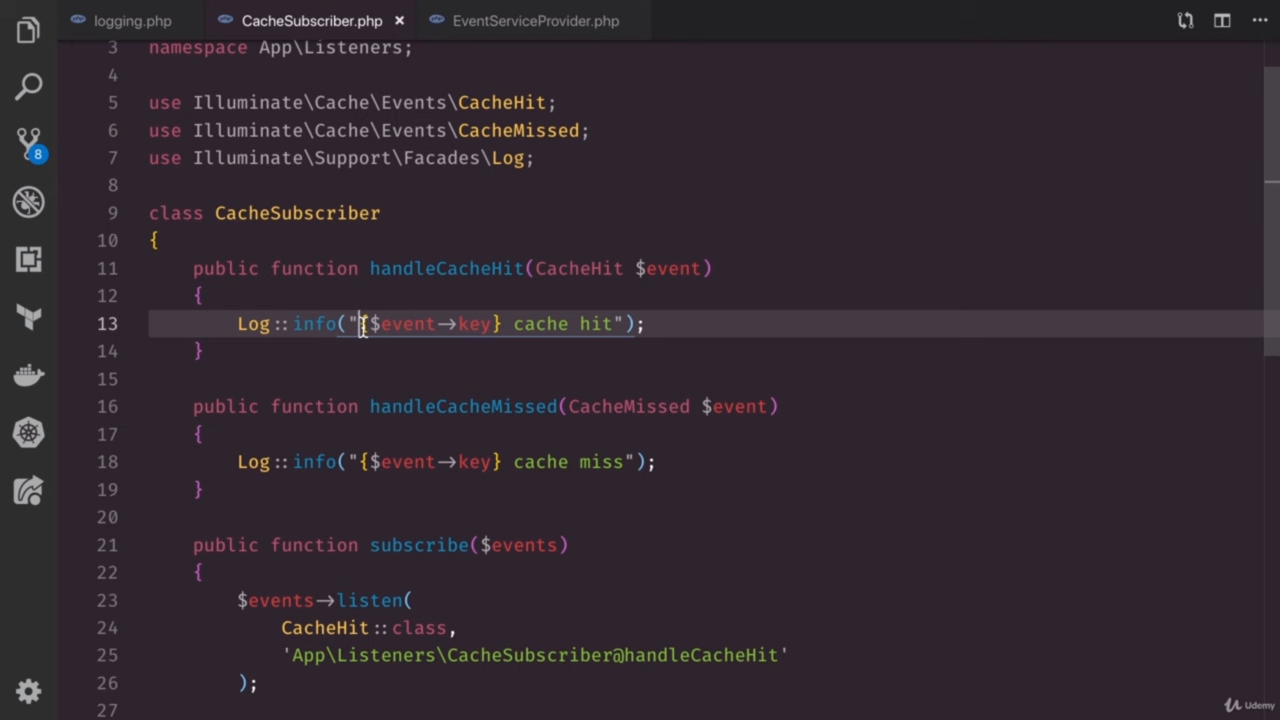 logging.php CacheSubscriber.php × EventServiceProvider.php ...
3 namespace App\Listeners;
4
5 use Illuminate\Cache\Events\CacheHit;
6 use Illuminate\Cache\Events\CacheMissed;
7 use Illuminate\Support\Facades\Log;
8
9 class CacheSubscriber
10 {
11 public function handleCacheHit(CacheHit $event)
12 {
13 Log::info("{$event->key} cache hit");
14 }
15
16 public function handleCacheMissed(CacheMissed $event)
17 {
18 Log::info("{$event->key} cache miss");
19 }
20
21 public function subscribe($events)
22 {
23 $events->listen(
24 CacheHit::class,
25 'App\Listeners\CacheSubscriber@handleCacheHit'
26 );
27
8
Udemy